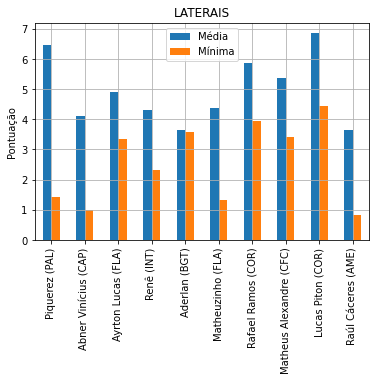 LATERAIS
Média
Mínima
Pontuação
7
6
5
4
3
2
1
0
Piquerez (PAL)
Abner Vinícius (CAP)
Ayrton Lucas (FLA)
Renê (INT)
Aderlan (BGT)
Matheuzinho (FLA)
Rafael Ramos (COR)
Matheus Alexandre (CFC)
Lucas Piton (COR)
Raúl Cáceres (AME)